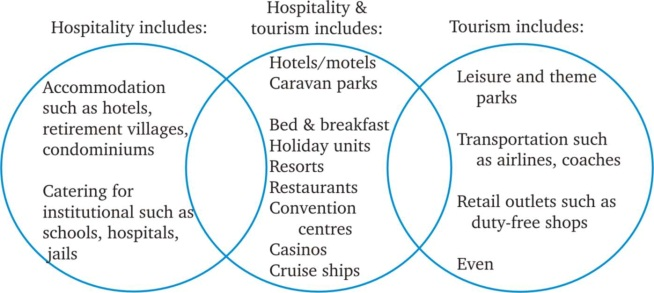 Hospitality includes:
Accommodation
such as hotels,
retirement villages,
condominiums
Catering for
institutional such as
schools, hospitals,
jails
Hospitality &
tourism includes:
Hotels/motels
Caravan parks
Bed & breakfast
Holiday units
Resorts
Restaurants
Convention
centres
Casinos
Cruise ships
Tourism includes:
Leisure and theme
parks
Transportation such
as airlines, coaches
Retail outlets such as
duty-free shops
Even